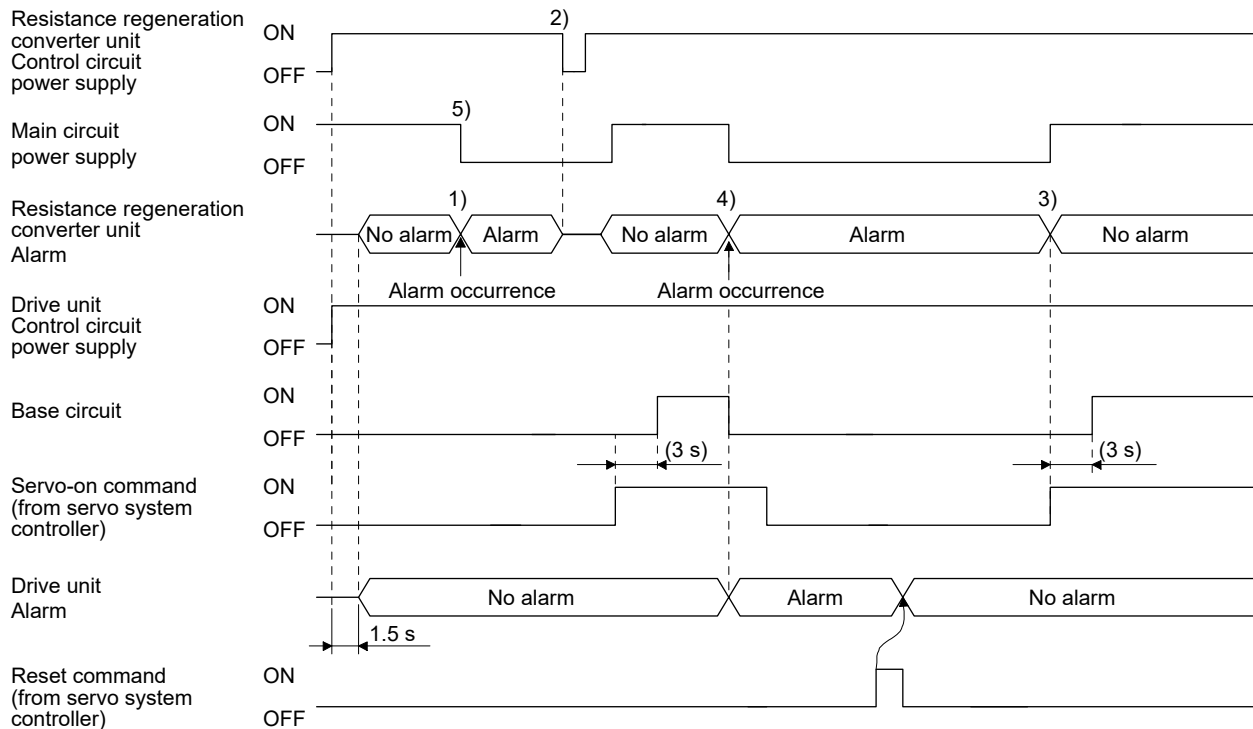 Resistance regeneration
converter unit
Control circuit
power supply
ON
OFF
2)
Main circuit
power supply
ON
OFF
5)
Resistance regeneration
converter unit
Alarm
1)
4)
3)
No alarm
Alarm
No alarm
Alarm
No alarm
Alarm occurrence
Alarm occurrence
Drive unit
Control circuit
power supply
ON
OFF
Base circuit
ON
OFF
(3 s)
(3 s)
Servo-on command
(from servo system
controller)
ON
OFF
Drive unit
Alarm
No alarm
Alarm
No alarm
1.5 s
Reset command
(from servo system
controller)
ON
OFF